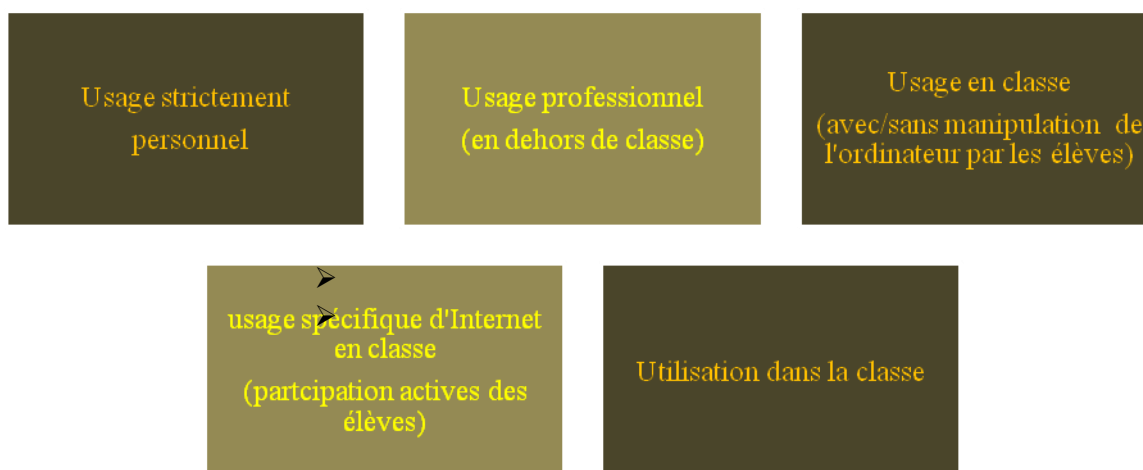 Usage strictement
personnel
Usage professionnel
(en dehors de classe)
Usage en classe
(avec/sans manipulation de
l'ordinateur par les élèves)
usage spécifique d'Internet
en classe
(partcipation actives des
élèves)
Utilisation dans la classe